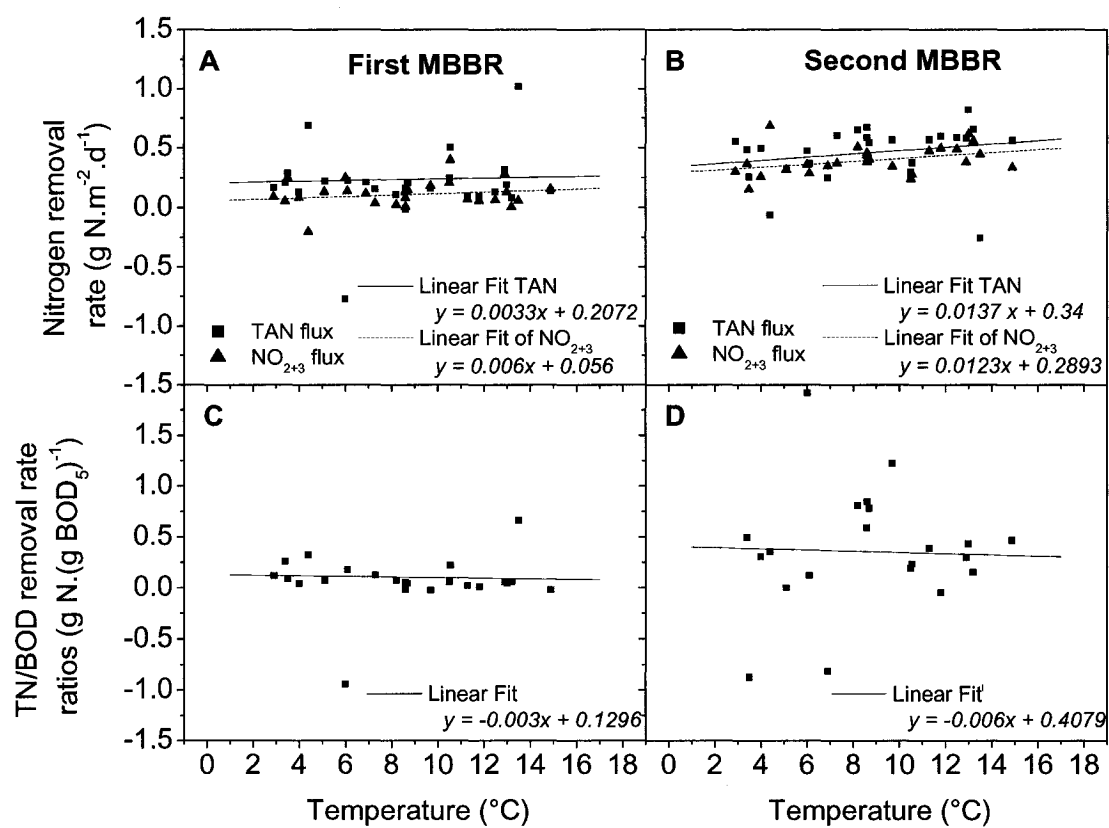 A First MBBR
B Second MBBR
1.5
1.0
0.5
0.0
-0.5
-1.0
-1.5
Nitrogen removal
rate (g N.m⁻².d⁻¹)
Linear Fit TAN
y = 0.0033x + 0.2072
TAN flux
Linear Fit of NO₂₊₃
NO₂₊₃ flux
y = 0.006x + 0.056
Linear Fit TAN
y = 0.0137 x + 0.34
TAN flux
Linear Fit of NO₂₊₃
NO₂₊₃ flux
y = 0.0123x + 0.2893
C
D
1.5
1.0
0.5
0.0
-0.5
-1.0
-1.5
TN/BOD removal rate
ratios (g N.(g BOD₅)⁻¹
Linear Fit
y = -0.003x + 0.1296
Linear Fit
y = -0.006x + 0.4079
0 2 4 6 8 10 12 14 16 18
0 2 4 6 8 10 12 14 16 18
Temperature (°C)
Temperature (°C)